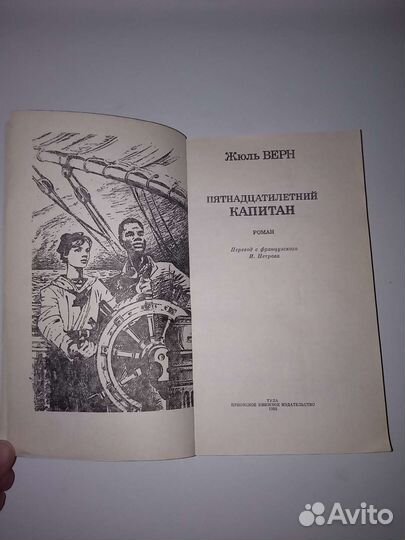 Жюль ВЕРН
ПЯТНАДЦАТИЛЕТНИЙ
КАПИТАН
РОМАН
Перевод с французского
И. Петрова
ТУЛА
ПРИОКСКОЕ КНИЖНОЕ ИЗДАТЕЛЬСТВО
Avito